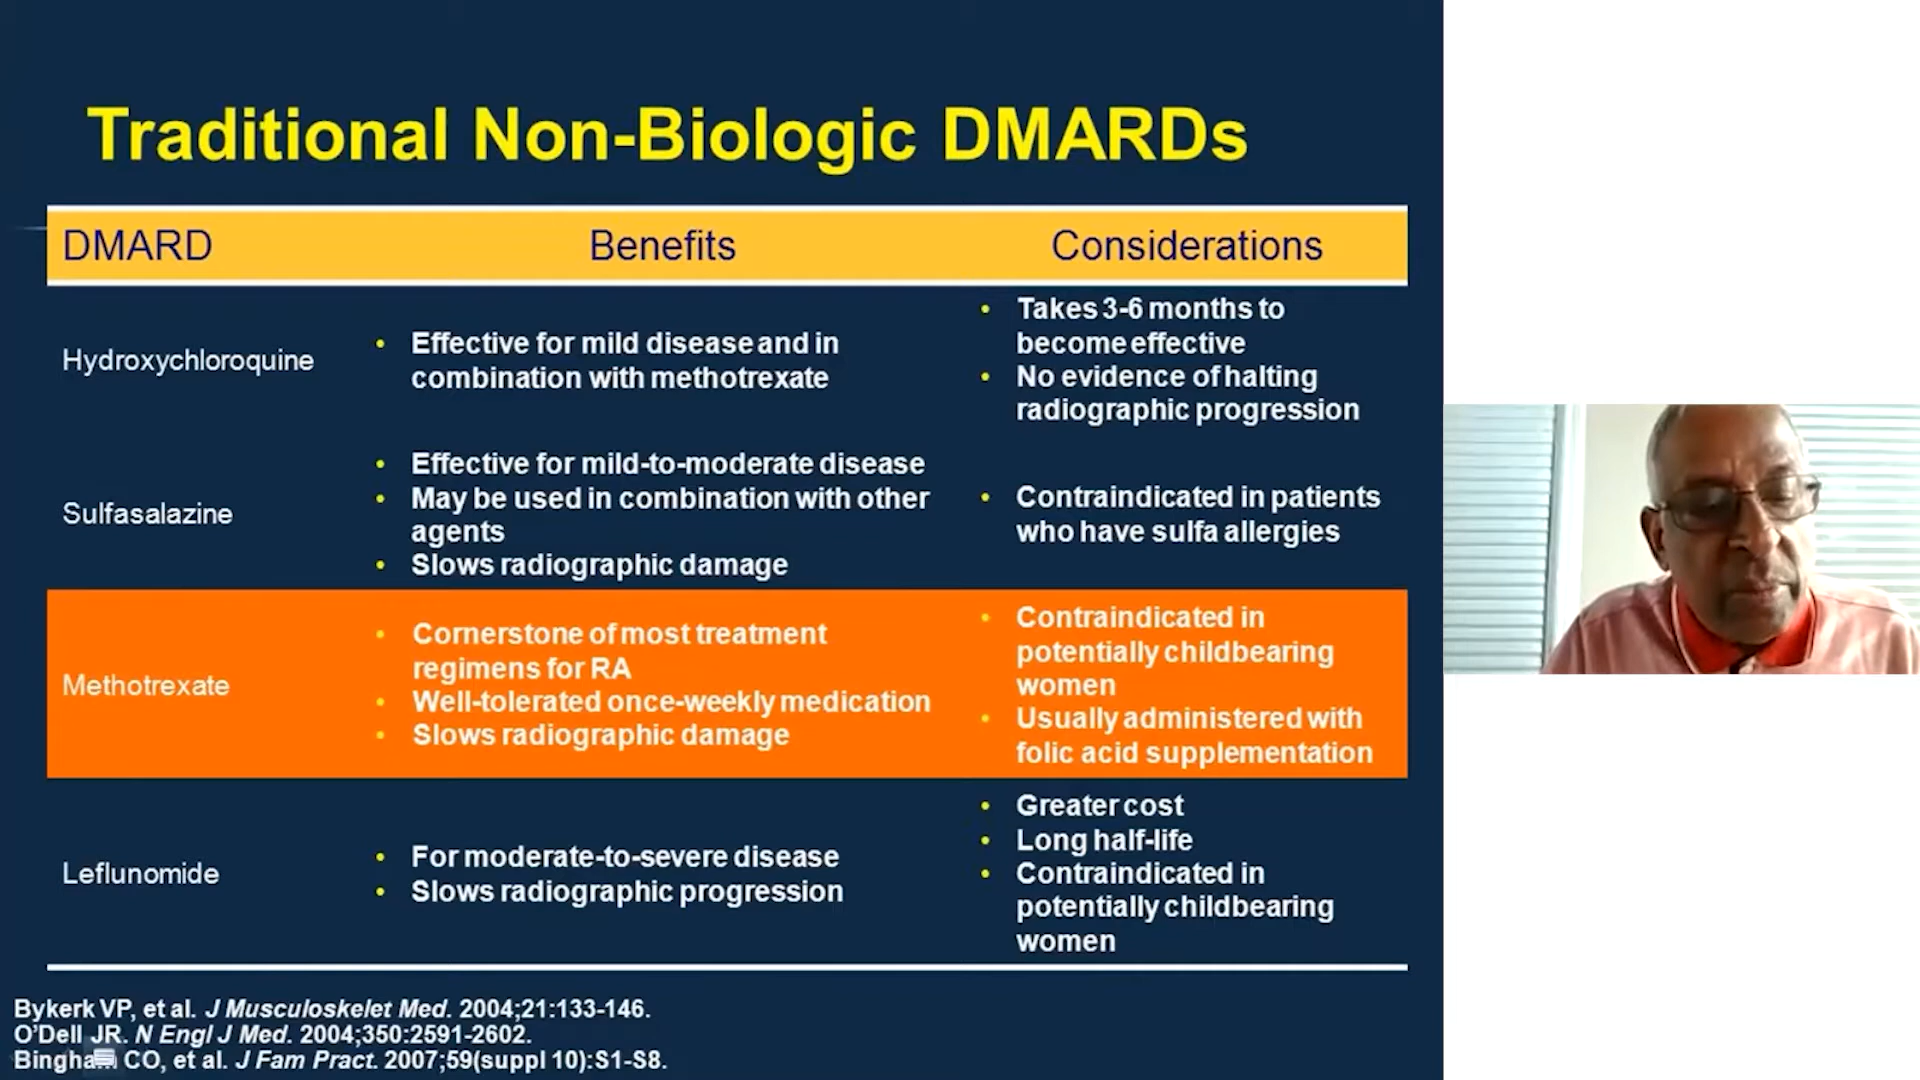 Traditional Non-Biologic DMARDs
DMARD Benefits Considerations
Hydroxychloroquine
• Effective for mild disease and in
combination with methotrexate
• Takes 3-6 months to
become effective
• No evidence of halting
radiographic progression
Sulfasalazine
• Effective for mild-to-moderate disease
• May be used in combination with other
agents
• Slows radiographic damage
• Contraindicated in patients
who have sulfa allergies
Methotrexate
• Cornerstone of most treatment
regimens for RA
• Well-tolerated once-weekly medication
• Slows radiographic damage
• Contraindicated in
potentially childbearing
women
• Usually administered with
folic acid supplementation
Leflunomide
• For moderate-to-severe disease
• Slows radiographic progression
• Greater cost
• Long half-life
• Contraindicated in
potentially childbearing
women
Bykerk VP, et al. J Musculoskelet Med. 2004;21:133-146.
O'Dell JR. N Engl J Med. 2004;350:2591-2602.
Bingham CO, et al. J Fam Pract. 2007;59(suppl 10):S1-S8.